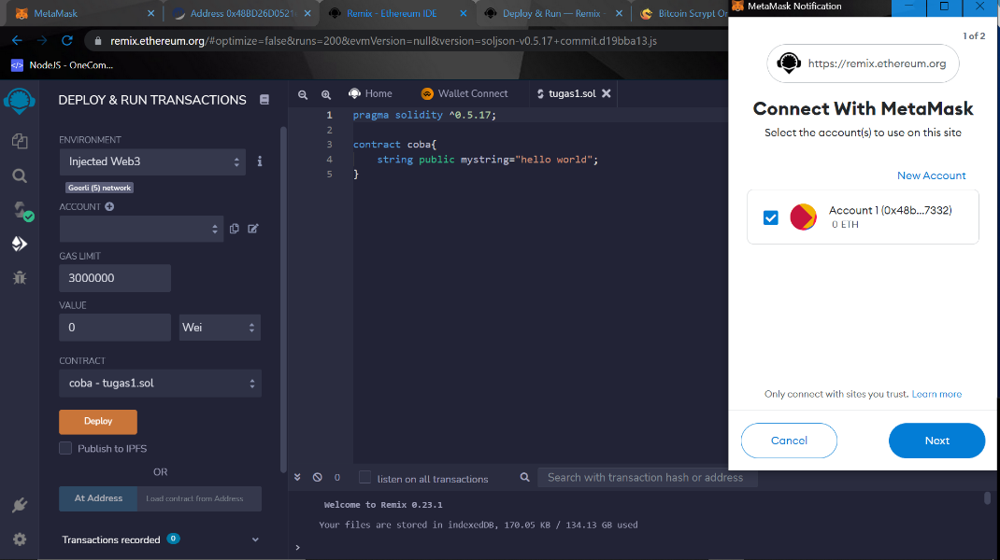 MetaMask
Address 0x48BD26D0521
Remix - Ethereum IDE
Deploy & Run — Remix -
Bitcoin Scrypt Or
remix.ethereum.org/#optimize=false&runs=200&evmVersion=null&version=soljson-v0.5.17+commit.d19bba13.js
NodeJS - OneCom...
DEPLOY & RUN TRANSACTIONS
ENVIRONMENT
Injected Web3
i
Goerli (5) network
ACCOUNT
GAS LIMIT
3000000
VALUE
0
Wei
CONTRACT
coba - tugas1.sol
Deploy
Publish to IPFS
OR
At Address
Load contract from Address
Transactions recorded 0
Home
Wallet Connect
tugas1.sol
1 pragma solidity ^0.5.17;
2
3 contract coba{
4 string public mystring="hello world";
5 }
0
listen on all transactions
Search with transaction hash or address
Welcome to Remix 0.23.1
Your files are stored in indexedDB, 170.05 KB / 134.13 GB used
>
MetaMask Notification
1 of 2
https://remix.ethereum.org
Connect With MetaMask
Select the account(s) to use on this site
New Account
Account 1 (0x48b...7332)
0 ETH
Only connect with sites you trust. Learn more
Cancel
Next